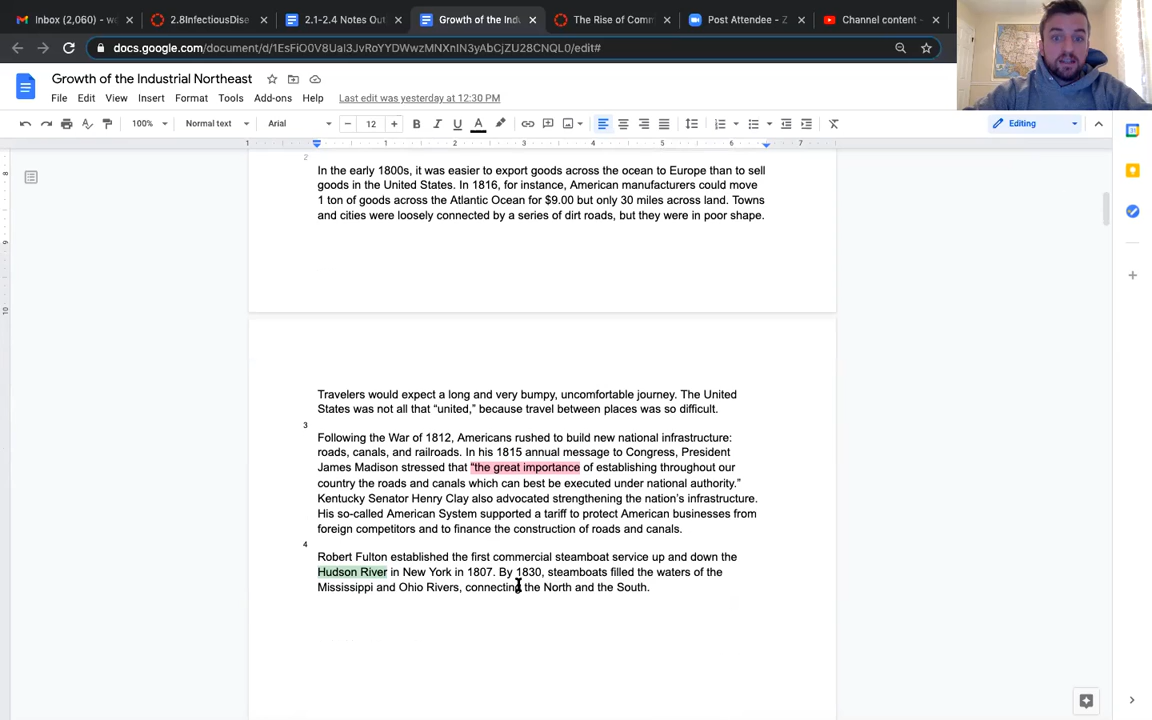 Inbox (2,060) - w
2.8InfectiousDise
2.1-2.4 Notes Out
Growth of the Indu
The Rise of Comm
Post Attendee - Z
Channel content -
docs.google.com/document/d/1EsFiO0V8UaI3JvRoYYDWwzMNXnIN3yAbCjZU28CNQL0/edit#
Growth of the Industrial Northeast
File Edit View Insert Format Tools Add-ons Help Last edit was yesterday at 12:30 PM
100% Normal text Arial 12 B I U A Editing
1 1 2 3 4 5 6 7
2
In the early 1800s, it was easier to export goods across the ocean to Europe than to sell
goods in the United States. In 1816, for instance, American manufacturers could move
1 ton of goods across the Atlantic Ocean for $9.00 but only 30 miles across land. Towns
and cities were loosely connected by a series of dirt roads, but they were in poor shape.
Travelers would expect a long and very bumpy, uncomfortable journey. The United
States was not all that “united,” because travel between places was so difficult.
3
Following the War of 1812, Americans rushed to build new national infrastructure:
roads, canals, and railroads. In his 1815 annual message to Congress, President
James Madison stressed that “the great importance of establishing throughout our
country the roads and canals which can best be executed under national authority.”
Kentucky Senator Henry Clay also advocated strengthening the nation’s infrastructure.
His so-called American System supported a tariff to protect American businesses from
foreign competitors and to finance the construction of roads and canals.
4
Robert Fulton established the first commercial steamboat service up and down the
Hudson River in New York in 1807. By 1830, steamboats filled the waters of the
Mississippi and Ohio Rivers, connecting the North and the South.